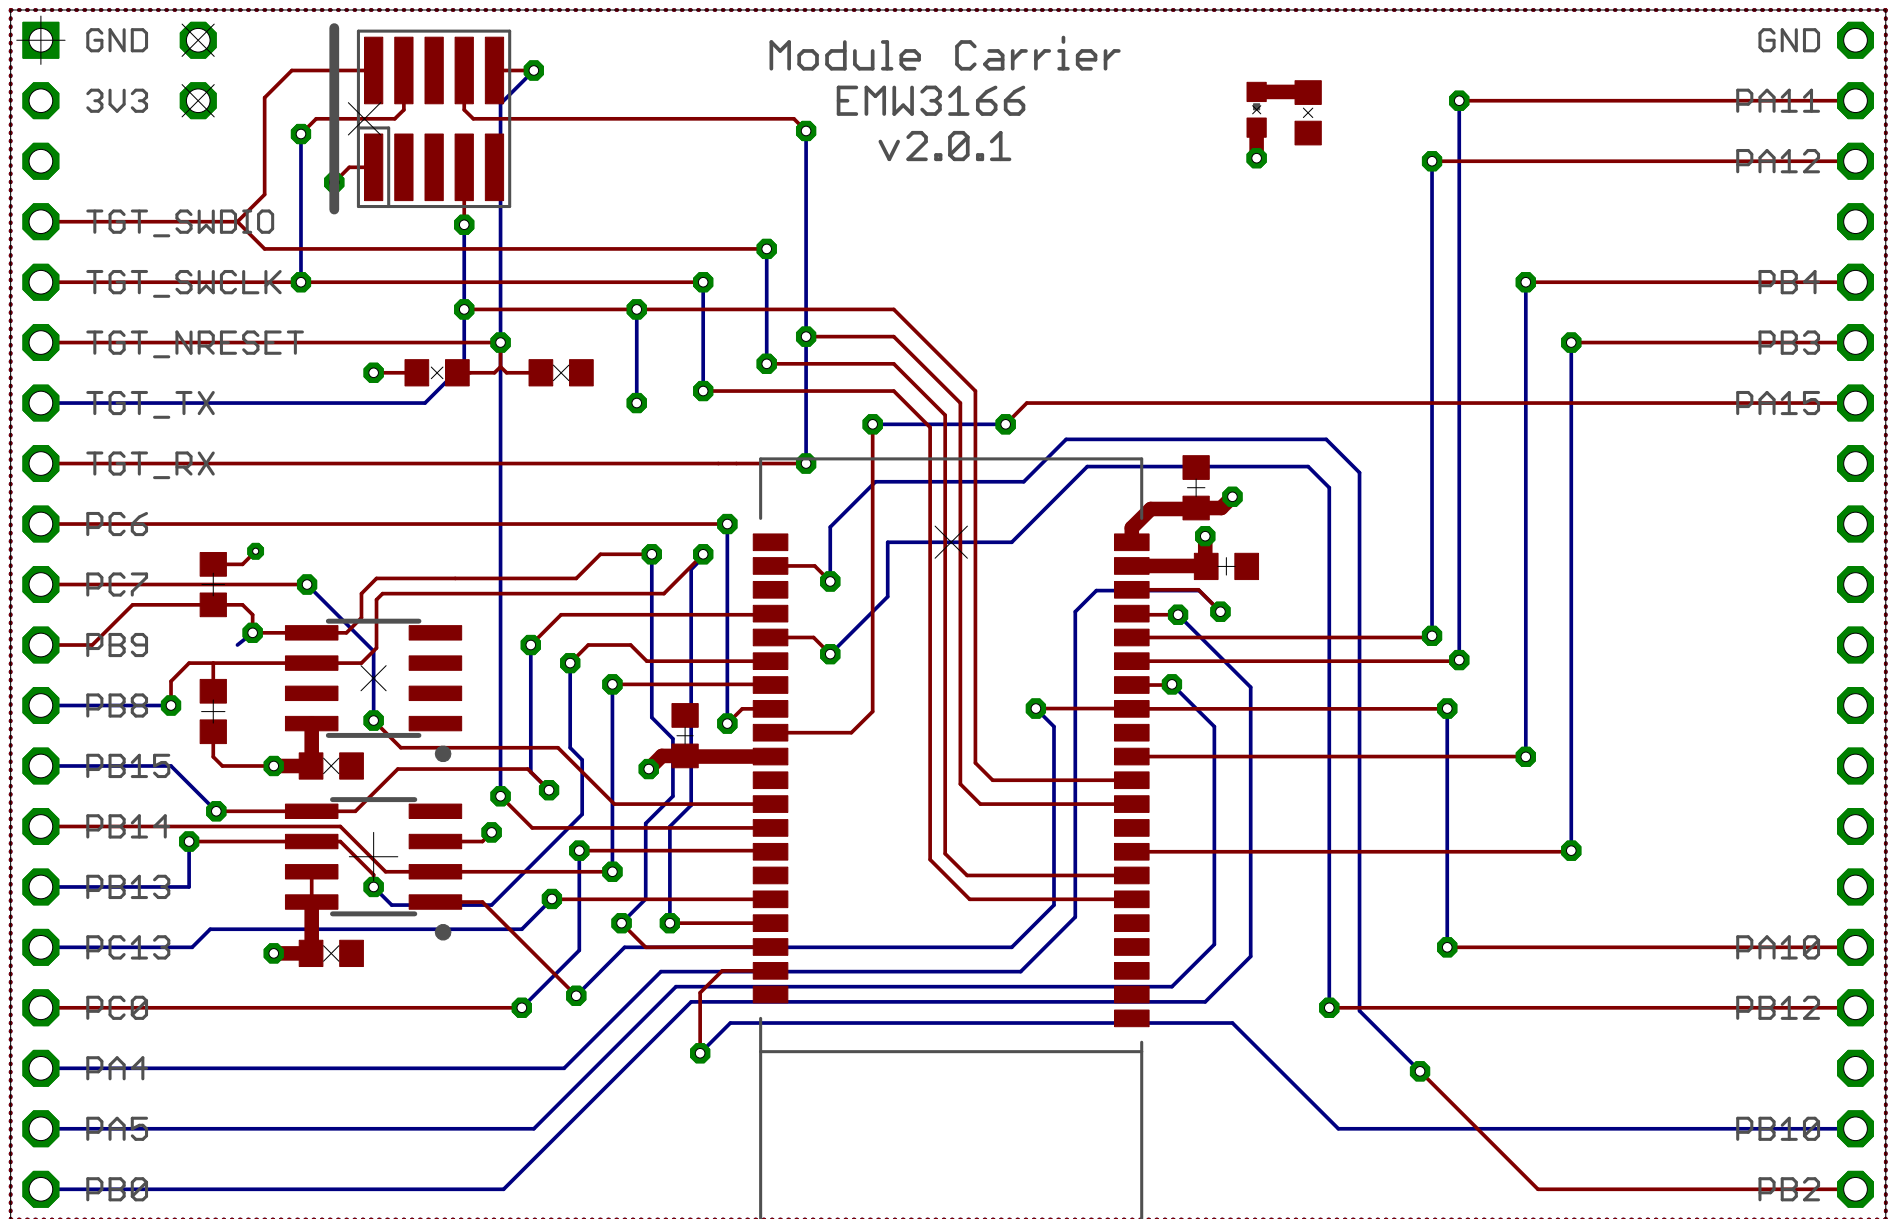 Module Carrier
EMW3166
v2.0.1
GND
3V3
TGT_SWDIO
TGT_SWCLK
TGT_NRESET
TGT_TX
TGT_RX
PC6
PC7
PB9
PB8
PB15
PB14
PB13
PC13
PC0
PA4
PA5
PB0
GND
PA11
PA12
PB4
PB3
PA15
PA10
PB12
PB10
PB2